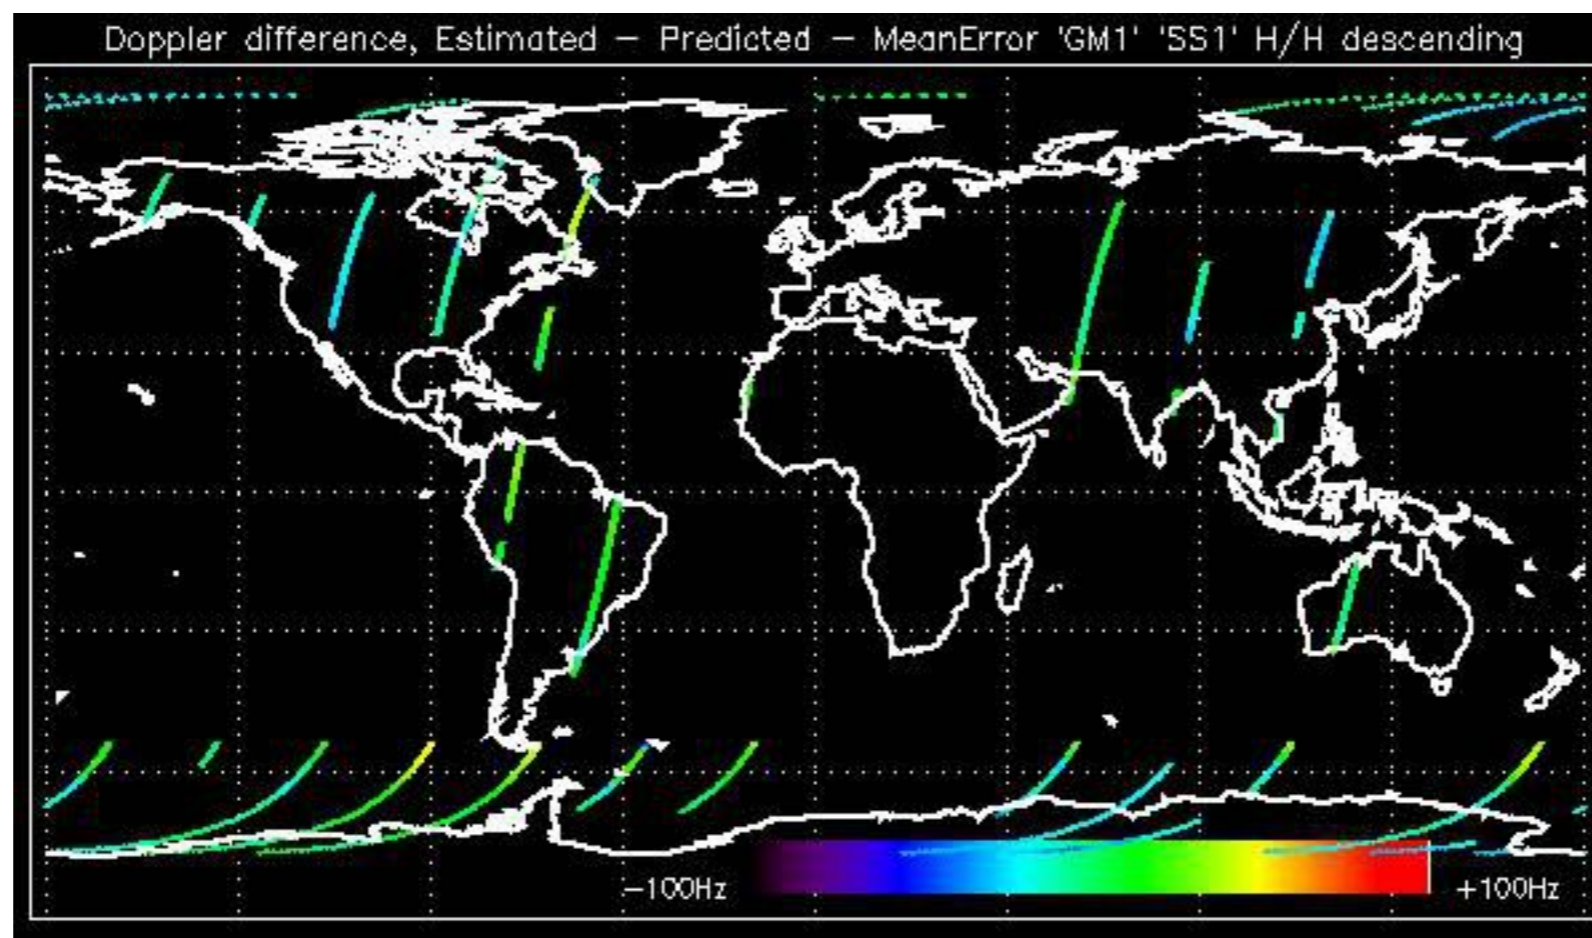 Doppler difference, Estimated – Predicted – MeanError 'GM1' 'SS1' H/H descending
–100Hz
+100Hz